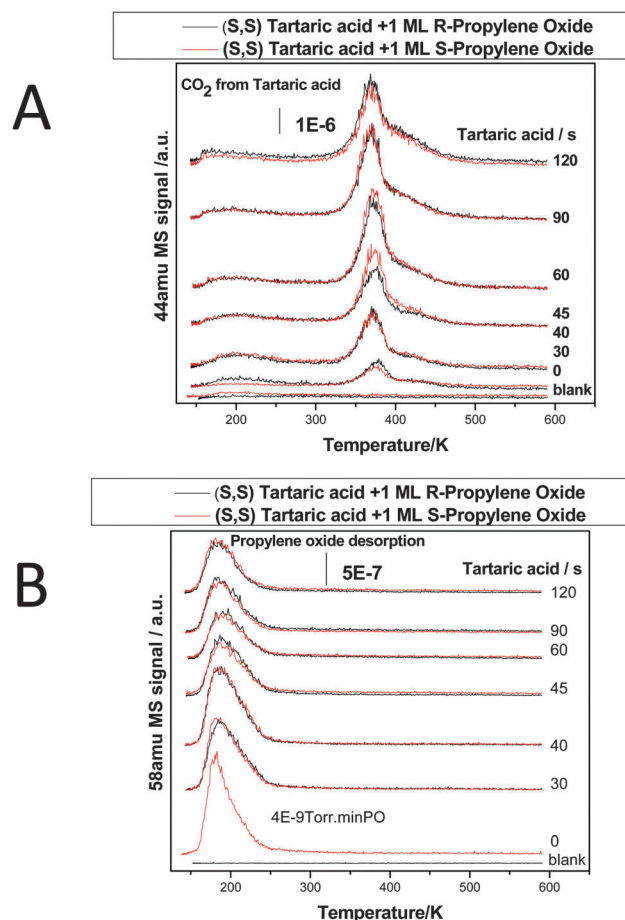 (S,S) Tartaric acid +1 ML R-Propylene Oxide
(S,S) Tartaric acid +1 ML S-Propylene Oxide
A
CO2 from Tartaric acid
1E-6
Tartaric acid / s
120
90
60
45
40
30
0
blank
44amu MS signal /a.u.
200 300 400 500 600
Temperature/K
(S,S) Tartaric acid +1 ML R-Propylene Oxide
(S,S) Tartaric acid +1 ML S-Propylene Oxide
B
Propylene oxide desorption
5E-7
Tartaric acid / s
120
90
60
45
40
30
4E-9Torr.minPO
0
blank
58amu MS signal / a.u.
200 300 400 500 600
Temperature/K